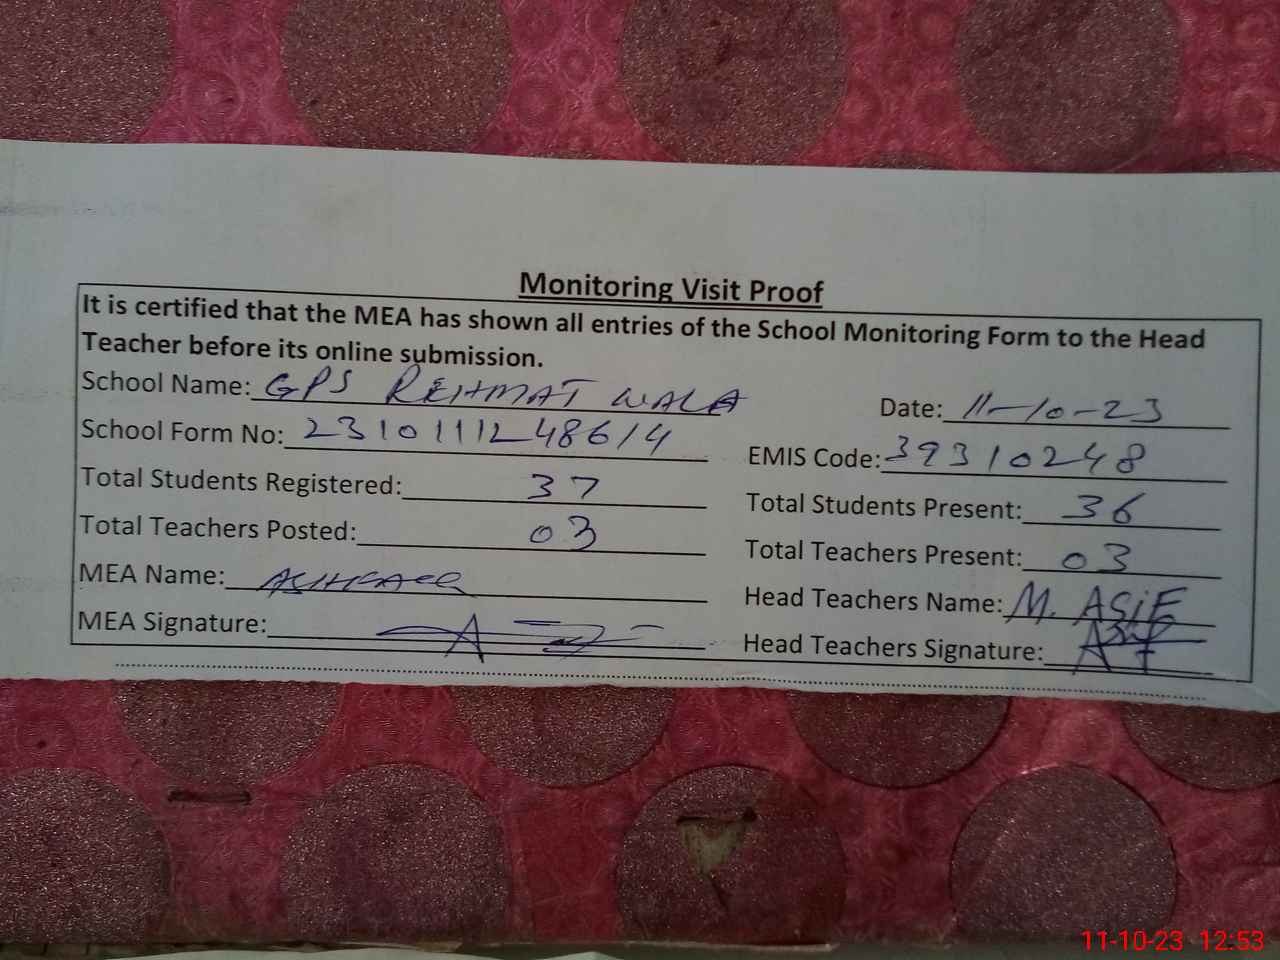 Monitoring Visit Proof
It is certified that the MEA has shown all entries of the School Monitoring Form to the Head
Teacher before its online submission.
School Name: GPS REHMAT WALA Date: 11-10-23
School Form No: 2310111248614 EMIS Code: 39310248
Total Students Registered: 37 Total Students Present: 36
Total Teachers Posted: 03 Total Teachers Present: 03
MEA Name: Head Teachers Name: M. ASIF
MEA Signature: Head Teachers Signature:
11-10-23 12:53